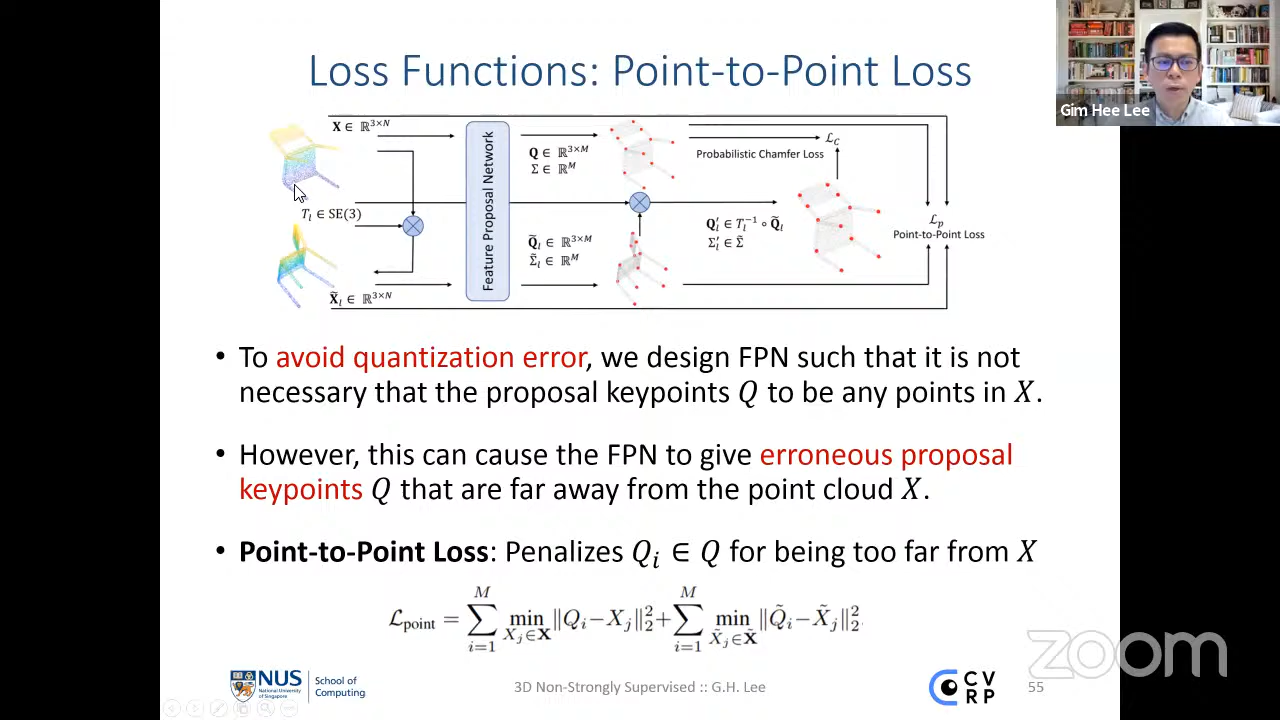 Loss Functions: Point-to-Point Loss
Gim Hee Lee
X ∈ ℝ^{3×N}
T_l ∈ SE(3)
X̃_l ∈ ℝ^{3×N}
Feature Proposal Network
Q ∈ ℝ^{3×M}
Σ ∈ ℝ^M
Q̃_l ∈ ℝ^{3×M}
Σ̃_l ∈ ℝ^M
Probabilistic Chamfer Loss
ℒ_C
Q′_l ∈ T_l^{-1} ∘ Q̃_l
Σ′_l ∈ Σ̃
ℒ_p
Point-to-Point Loss
• To avoid quantization error, we design FPN such that it is not
necessary that the proposal keypoints Q to be any points in X.
• However, this can cause the FPN to give erroneous proposal
keypoints Q that are far away from the point cloud X.
• Point-to-Point Loss: Penalizes Q_i ∈ Q for being too far from X
ℒ_point = ∑_{i=1}^{M} min_{X_j∈X} ‖Q_i−X_j‖_2^2 + ∑_{i=1}^{M} min_{X̃_j∈X̃} ‖Q̃_i−X̃_j‖_2^2
zoom
NUS
National University
of Singapore
School of
Computing
3D Non-Strongly Supervised :: G.H. Lee
CV
RP
55